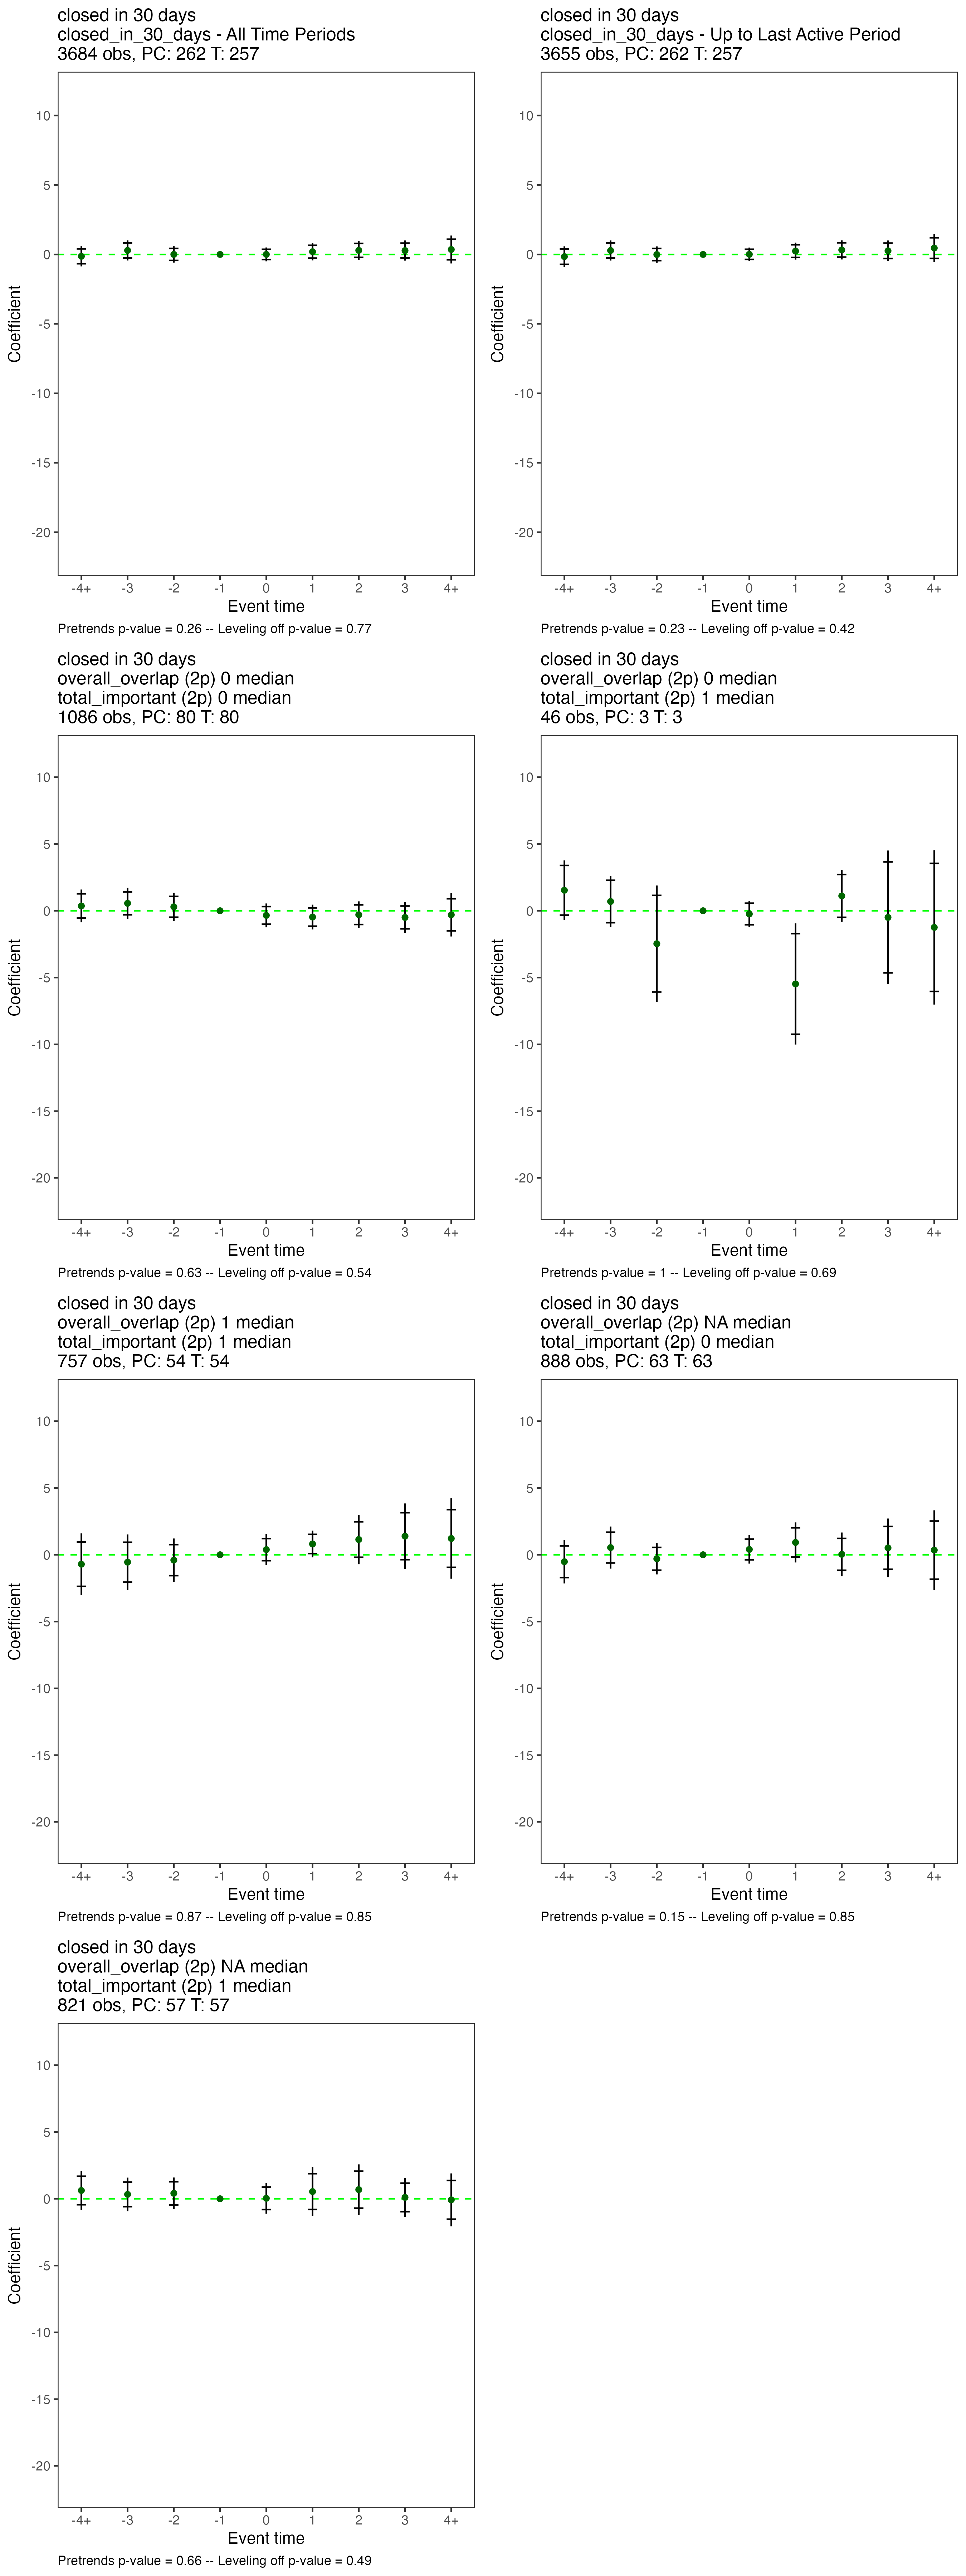 closed in 30 days
closed_in_30_days - All Time Periods
3684 obs, PC: 262 T: 257
Coefficient
10
5
0
-5
-10
-15
-20
-4+ -3 -2 -1 0 1 2 3 4+
Event time
Pretrends p-value = 0.26 -- Leveling off p-value = 0.77
closed in 30 days
closed_in_30_days - Up to Last Active Period
3655 obs, PC: 262 T: 257
Coefficient
10
5
0
-5
-10
-15
-20
-4+ -3 -2 -1 0 1 2 3 4+
Event time
Pretrends p-value = 0.23 -- Leveling off p-value = 0.42
closed in 30 days
overall_overlap (2p) 0 median
total_important (2p) 0 median
1086 obs, PC: 80 T: 80
Coefficient
10
5
0
-5
-10
-15
-20
-4+ -3 -2 -1 0 1 2 3 4+
Event time
Pretrends p-value = 0.63 -- Leveling off p-value = 0.54
closed in 30 days
overall_overlap (2p) 0 median
total_important (2p) 1 median
46 obs, PC: 3 T: 3
Coefficient
10
5
0
-5
-10
-15
-20
-4+ -3 -2 -1 0 1 2 3 4+
Event time
Pretrends p-value = 1 -- Leveling off p-value = 0.69
closed in 30 days
overall_overlap (2p) 1 median
total_important (2p) 1 median
757 obs, PC: 54 T: 54
Coefficient
10
5
0
-5
-10
-15
-20
-4+ -3 -2 -1 0 1 2 3 4+
Event time
Pretrends p-value = 0.87 -- Leveling off p-value = 0.85
closed in 30 days
overall_overlap (2p) NA median
total_important (2p) 0 median
888 obs, PC: 63 T: 63
Coefficient
10
5
0
-5
-10
-15
-20
-4+ -3 -2 -1 0 1 2 3 4+
Event time
Pretrends p-value = 0.15 -- Leveling off p-value = 0.85
closed in 30 days
overall_overlap (2p) NA median
total_important (2p) 1 median
821 obs, PC: 57 T: 57
Coefficient
10
5
0
-5
-10
-15
-20
-4+ -3 -2 -1 0 1 2 3 4+
Event time
Pretrends p-value = 0.66 -- Leveling off p-value = 0.49